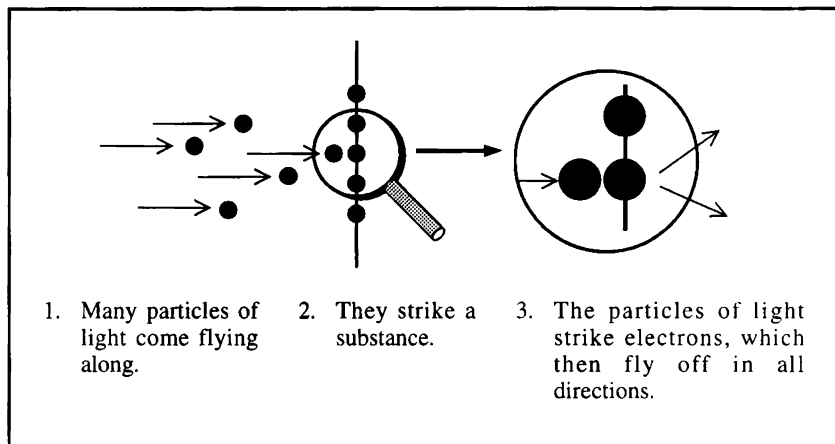 1. Many particles of
light come flying
along.
2. They strike a
substance.
3. The particles of light
strike electrons, which
then fly off in all
directions.